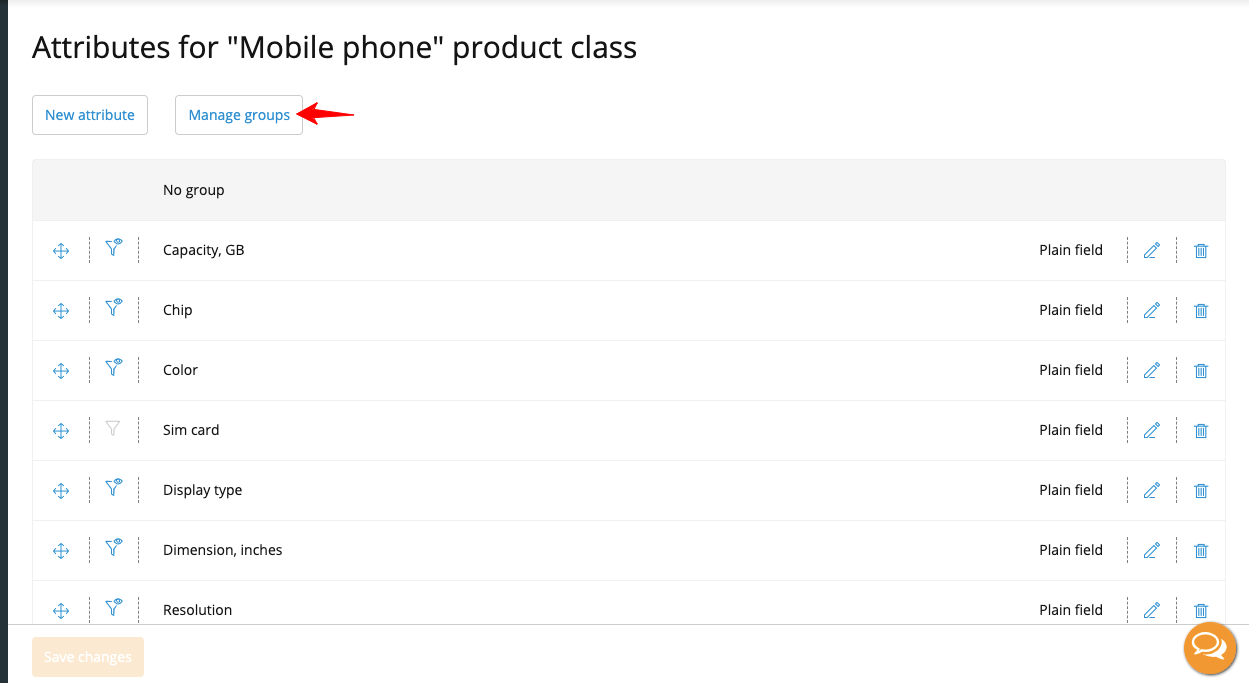 Attributes for "Mobile phone" product class
New attribute Manage groups
No group
Capacity, GB Plain field
Chip Plain field
Color Plain field
Sim card Plain field
Display type Plain field
Dimension, inches Plain field
Resolution Plain field
Save changes